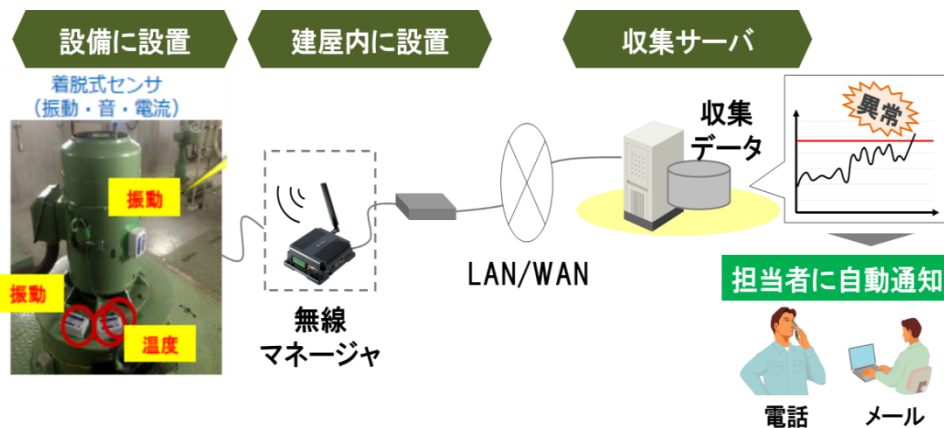 設備に設置
建屋内に設置
収集サーバ
着脱式センサ
(振動・音・電流)
振動
振動
温度
無線
マネージャ
LAN/WAN
収集
データ
異常
担当者に自動通知
電話
メール